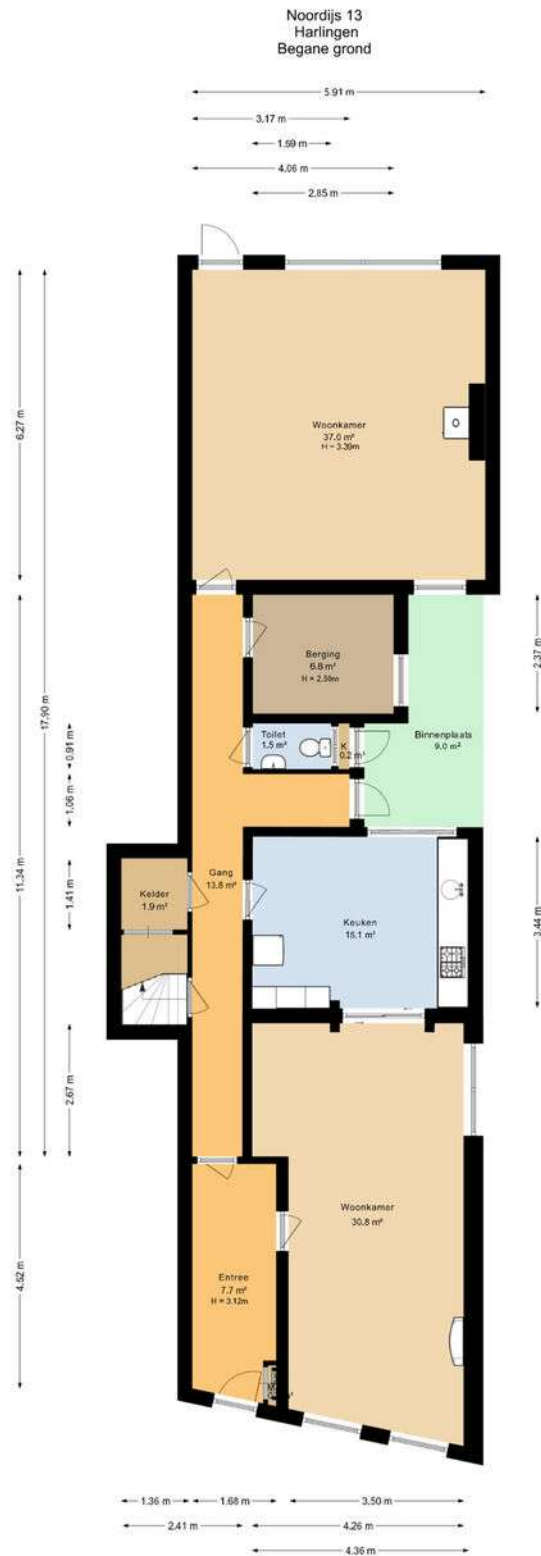 Noordijs 13
Harlingen
Begane grond
5.91 m
3.17 m
1.59 m
4.06 m
2.85 m
6.27 m
17.90 m
11.34 m
Woonkamer
37.0 m²
H = 3.39m
Berging
6.8 m²
H = 2.59m
2.37 m
Toilet
1.5 m²
K
0.2 m²
Binnenplaats
9.0 m²
0.91 m
1.06 m
Gang
13.8 m²
Kelder
1.9 m²
1.41 m
Keuken
15.1 m²
3.44 m
2.67 m
Woonkamer
30.8 m²
Entree
7.7 m²
H = 3.12m
4.62 m
1.36 m
1.68 m
3.50 m
2.41 m
4.26 m
4.36 m